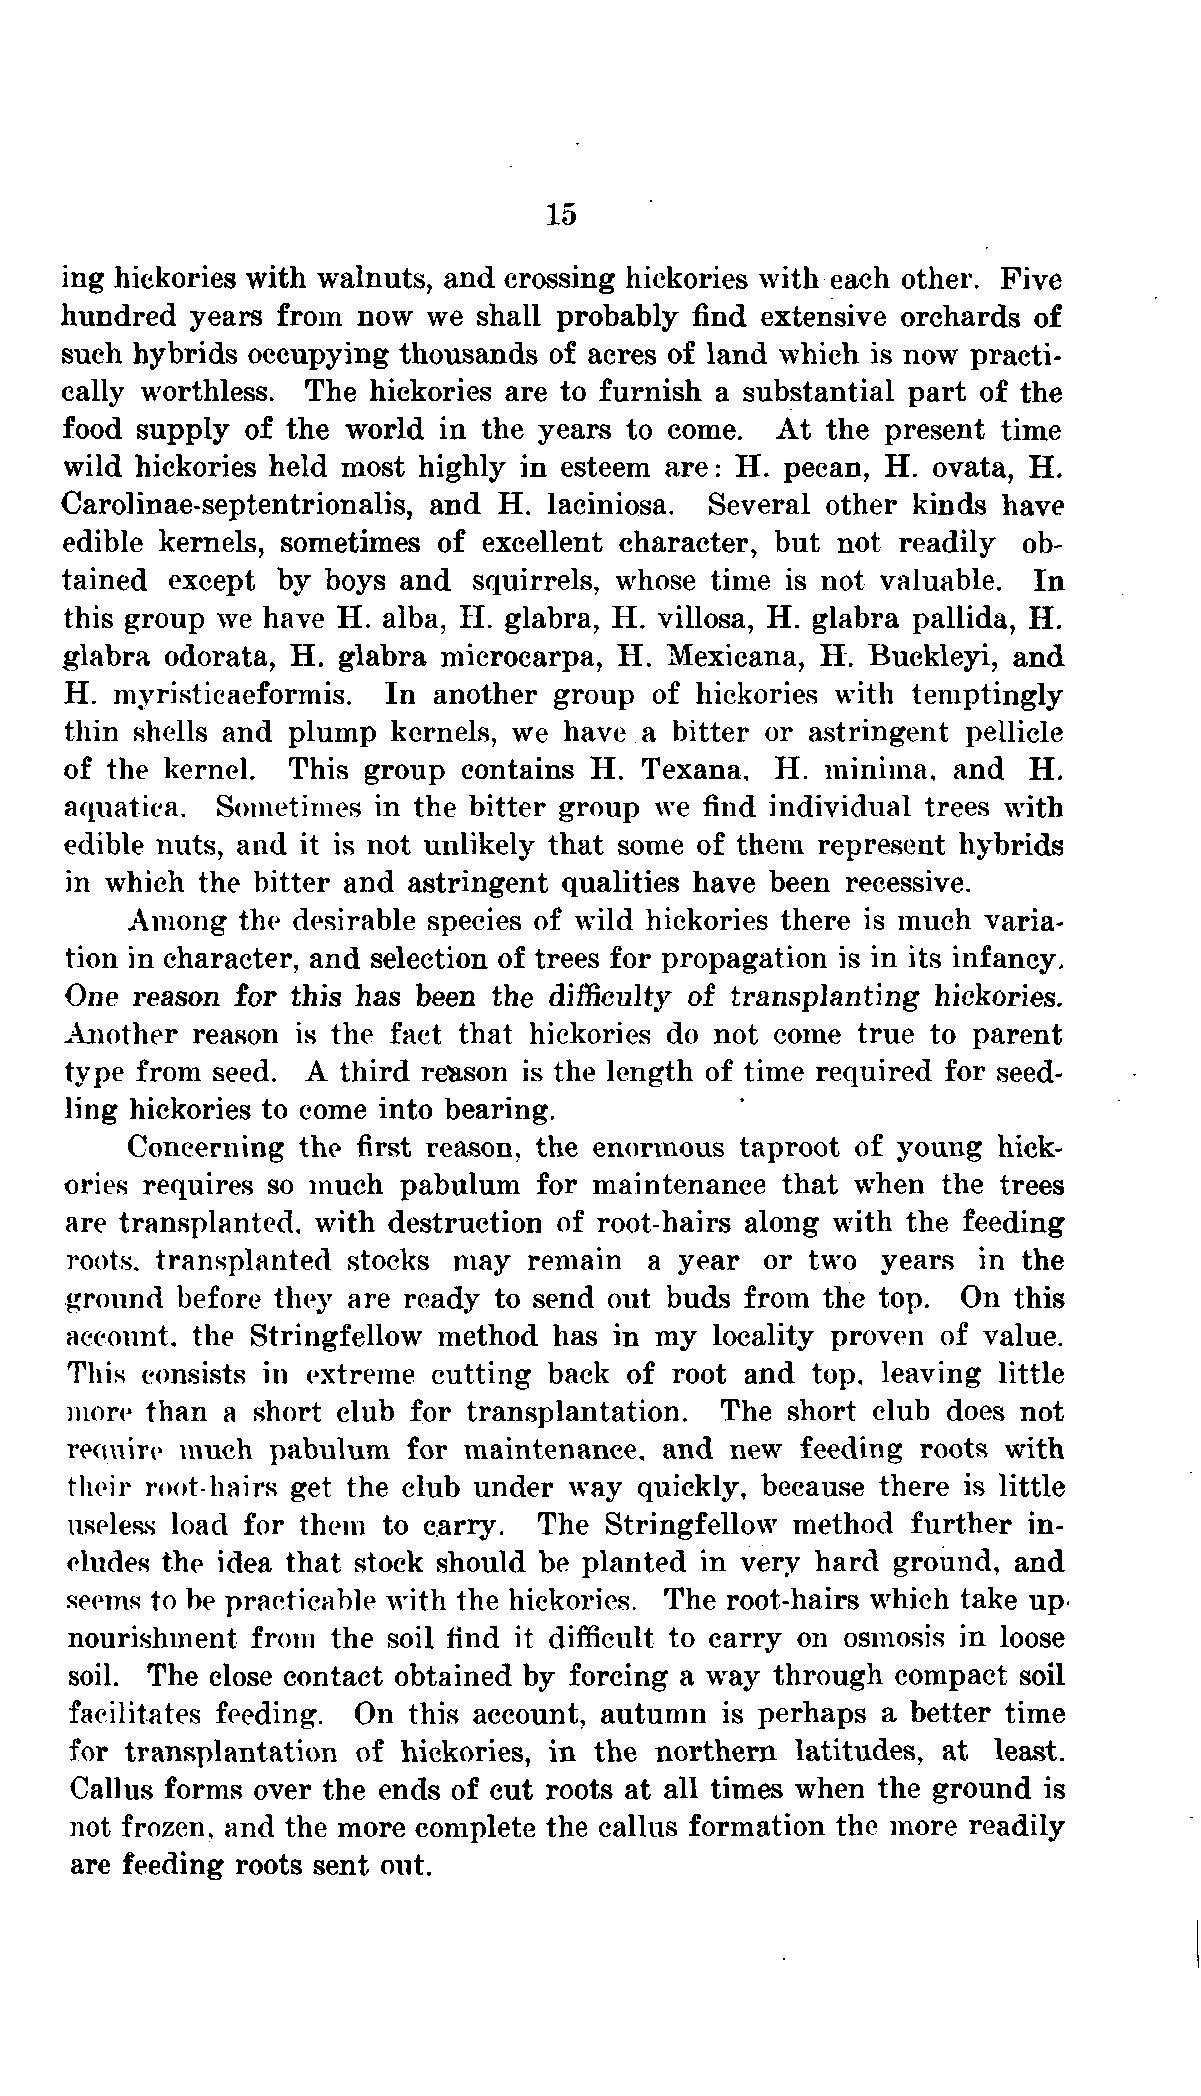 15
ing hickories with walnuts, and crossing hickories with each other. Five
hundred years from now we shall probably find extensive orchards of
such hybrids occupying thousands of acres of land which is now practi-
cally worthless. The hickories are to furnish a substantial part of the
food supply of the world in the years to come. At the present time
wild hickories held most highly in esteem are: H. pecan, H. ovata, H.
Carolinae-septentrionalis, and H. laciniosa. Several other kinds have
edible kernels, sometimes of excellent character, but not readily ob-
tained except by boys and squirrels, whose time is not valuable. In
this group we have H. alba, H. glabra, H. villosa, H. glabra pallida, H.
glabra odorata, H. glabra microcarpa, H. Mexicana, H. Buckleyi, and
H. myristicaeformis. In another group of hickories with temptingly
thin shells and plump kernels, we have a bitter or astringent pellicle
of the kernel. This group contains H. Texana, H. minima, and H.
aquatica. Sometimes in the bitter group we find individual trees with
edible nuts, and it is not unlikely that some of them represent hybrids
in which the bitter and astringent qualities have been recessive.
Among the desirable species of wild hickories there is much varia-
tion in character, and selection of trees for propagation is in its infancy.
One reason for this has been the difficulty of transplanting hickories.
Another reason is the fact that hickories do not come true to parent
type from seed. A third reason is the length of time required for seed-
ling hickories to come into bearing.
Concerning the first reason, the enormous taproot of young hick-
ories requires so much pabulum for maintenance that when the trees
are transplanted, with destruction of root-hairs along with the feeding
roots, transplanted stocks may remain a year or two years in the
ground before they are ready to send out buds from the top. On this
account, the Stringfellow method has in my locality proven of value.
This consists in extreme cutting back of root and top, leaving little
more than a short club for transplantation. The short club does not
require much pabulum for maintenance, and new feeding roots with
their root-hairs get the club under way quickly, because there is little
useless load for them to carry. The Stringfellow method further in-
cludes the idea that stock should be planted in very hard ground, and
seems to be practicable with the hickories. The root-hairs which take up
nourishment from the soil find it difficult to carry on osmosis in loose
soil. The close contact obtained by forcing a way through compact soil
facilitates feeding. On this account, autumn is perhaps a better time
for transplantation of hickories, in the northern latitudes, at least.
Callus forms over the ends of cut roots at all times when the ground is
not frozen, and the more complete the callus formation the more readily
are feeding roots sent out.